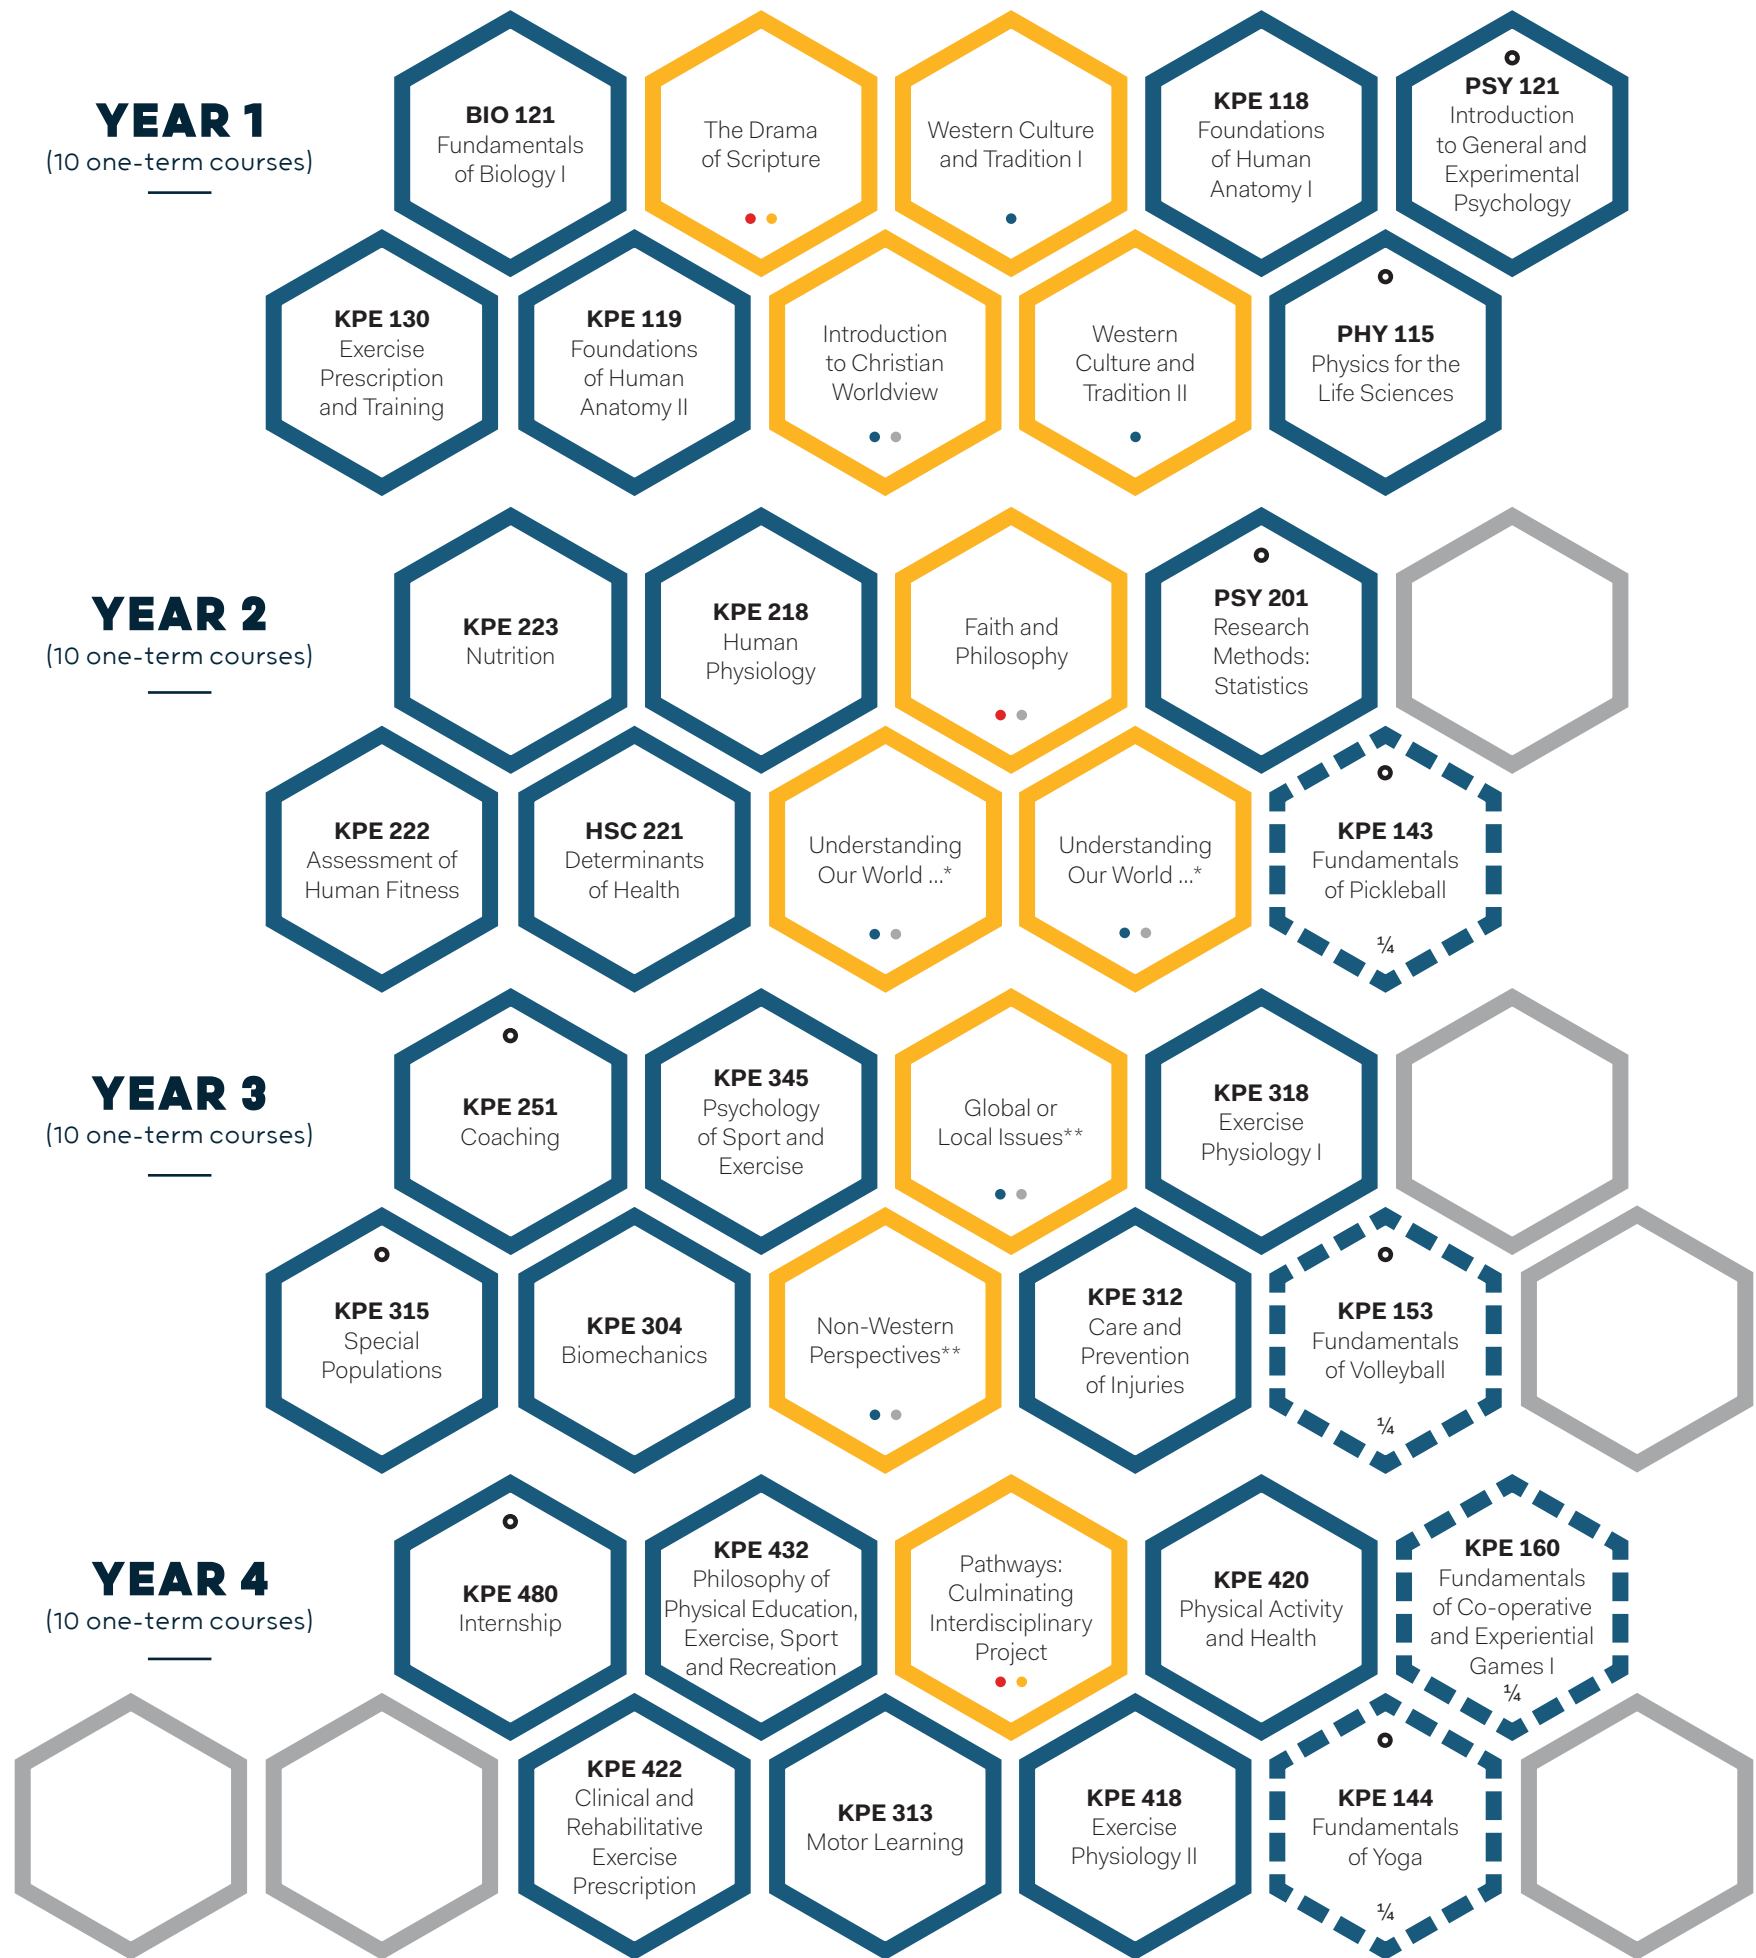 YEAR 1
(10 one-term courses)
BIO 121
Fundamentals
of Biology I
The Drama
of Scripture
Western Culture
and Tradition I
KPE 118
Foundations
of Human
Anatomy I
PSY 121
Introduction
to General and
Experimental
Psychology
KPE 130
Exercise
Prescription
and Training
KPE 119
Foundations
of Human
Anatomy II
Introduction
to Christian
Worldview
Western
Culture and
Tradition II
PHY 115
Physics for the
Life Sciences
YEAR 2
(10 one-term courses)
KPE 223
Nutrition
KPE 218
Human
Physiology
Faith and
Philosophy
PSY 201
Research
Methods:
Statistics
KPE 222
Assessment of
Human Fitness
HSC 221
Determinants
of Health
Understanding
Our World ...*
Understanding
Our World ...*
KPE 143
Fundamentals
of Pickleball
¼
YEAR 3
(10 one-term courses)
KPE 251
Coaching
KPE 345
Psychology
of Sport and
Exercise
Global or
Local Issues**
KPE 318
Exercise
Physiology I
KPE 315
Special
Populations
KPE 304
Biomechanics
Non-Western
Perspectives**
KPE 312
Care and
Prevention
of Injuries
KPE 153
Fundamentals
of Volleyball
¼
YEAR 4
(10 one-term courses)
KPE 480
Internship
KPE 432
Philosophy of
Physical Education,
Exercise, Sport
and Recreation
Pathways:
Culminating
Interdisciplinary
Project
KPE 420
Physical Activity
and Health
KPE 160
Fundamentals
of Co-operative
and Experiential
Games I
¼
KPE 422
Clinical and
Rehabilitative
Exercise
Prescription
KPE 313
Motor Learning
KPE 418
Exercise
Physiology II
KPE 144
Fundamentals
of Yoga
¼